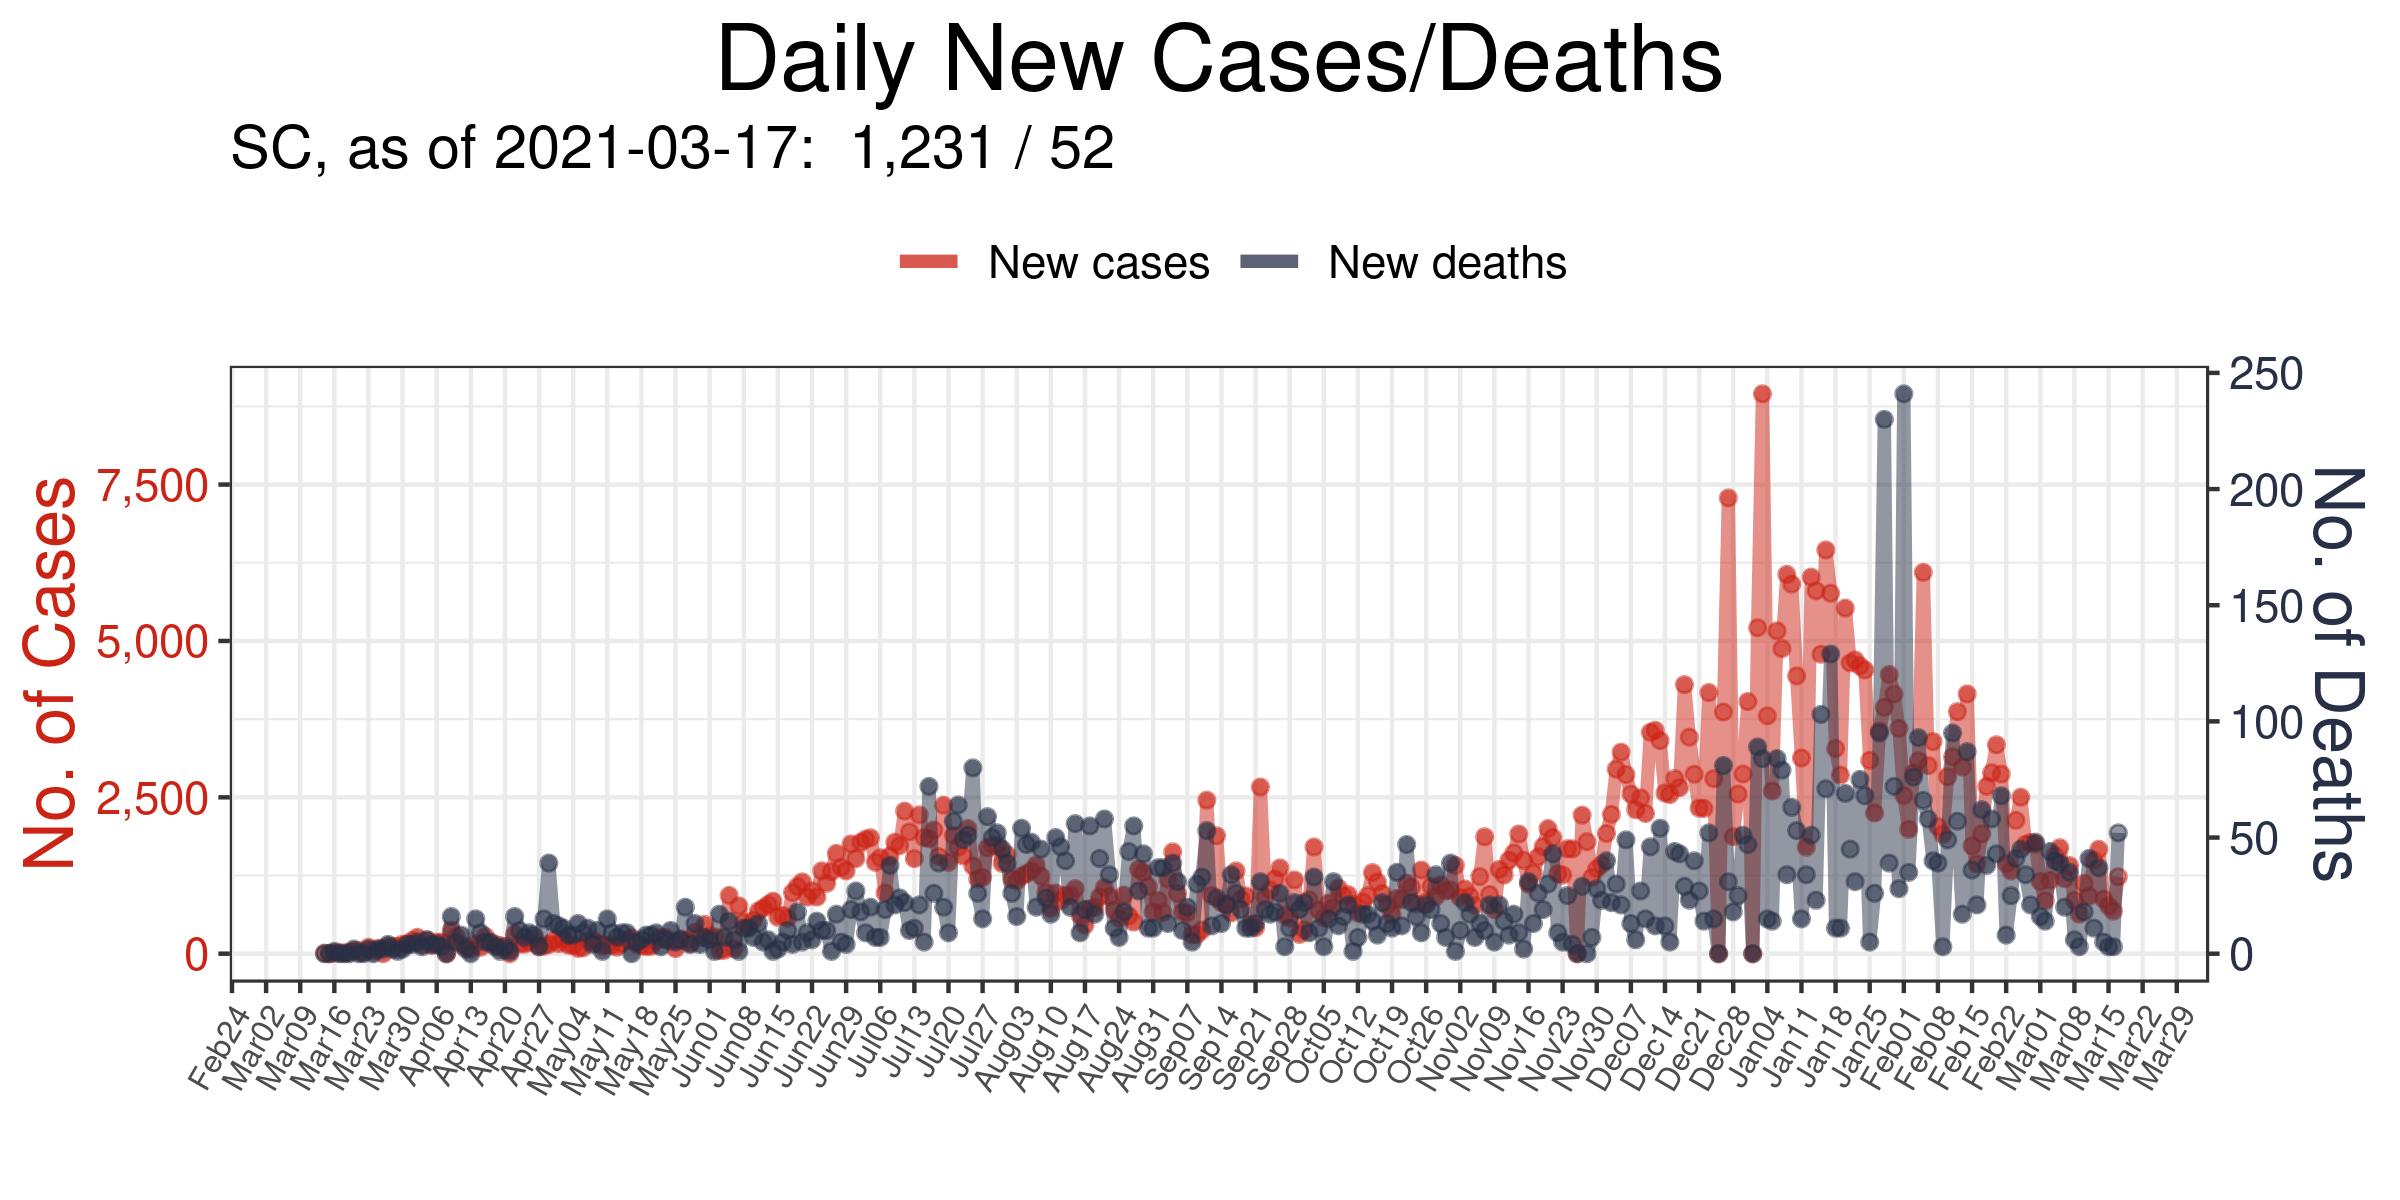 Daily New Cases/Deaths
SC, as of 2021-03-17:  1,231 / 52
New cases
New deaths
No. of Cases
7,500
5,000
2,500
0
250
200
150
100
50
0
No. of Deaths
Feb24
Mar02
Mar09
Mar16
Mar23
Mar30
Apr06
Apr13
Apr20
Apr27
May04
May11
May18
May25
Jun01
Jun08
Jun15
Jun22
Jun29
Jul06
Jul13
Jul20
Jul27
Aug03
Aug10
Aug17
Aug24
Aug31
Sep07
Sep14
Sep21
Sep28
Oct05
Oct12
Oct19
Oct26
Nov02
Nov09
Nov16
Nov23
Nov30
Dec07
Dec14
Dec21
Dec28
Jan04
Jan11
Jan18
Jan25
Feb01
Feb08
Feb15
Feb22
Mar01
Mar08
Mar15
Mar22
Mar29